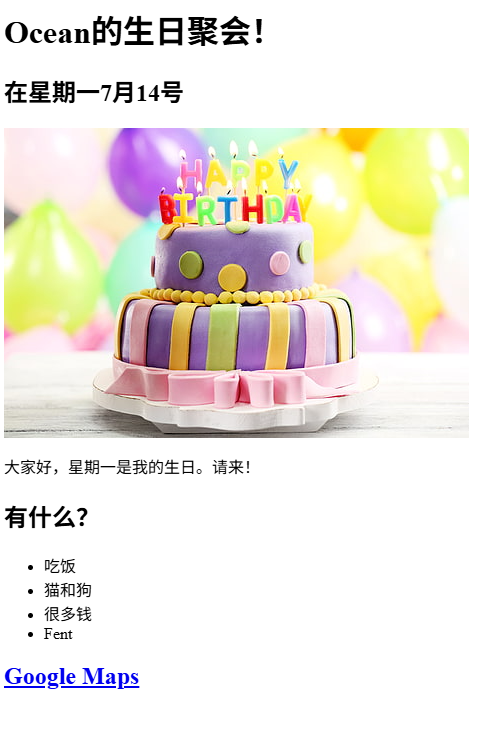 Ocean的生日聚会！
在星期一7月14号
HAPPY
BIRTHDAY
大家好，星期一是我的生日。请来！
有什么？
吃饭
猫和狗
很多钱
Fent
Google Maps